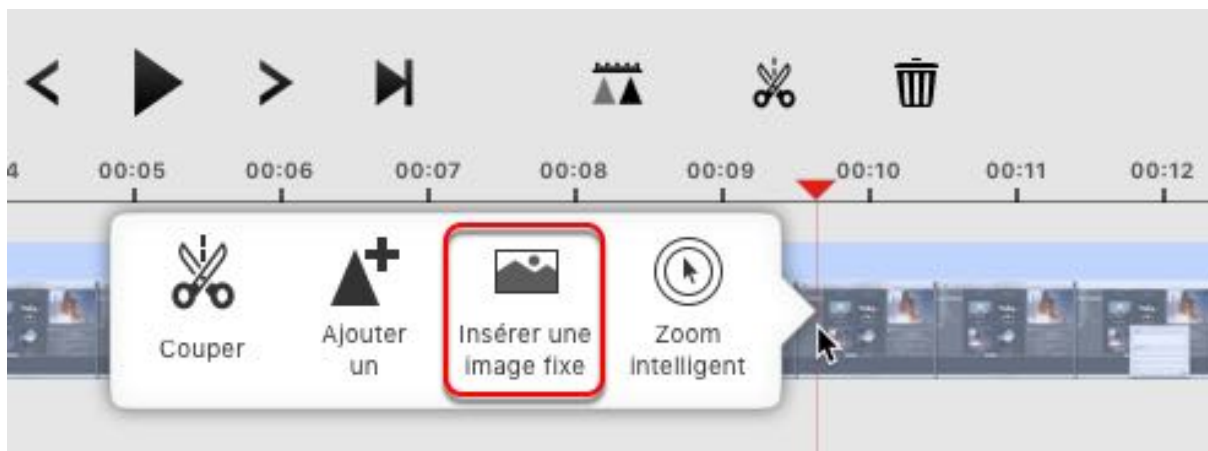 4 00:05 00:06 00:07 00:08 00:09 00:10 00:11 00:12
Couper
Ajouter
un
Insérer une
image fixe
Zoom
intelligent